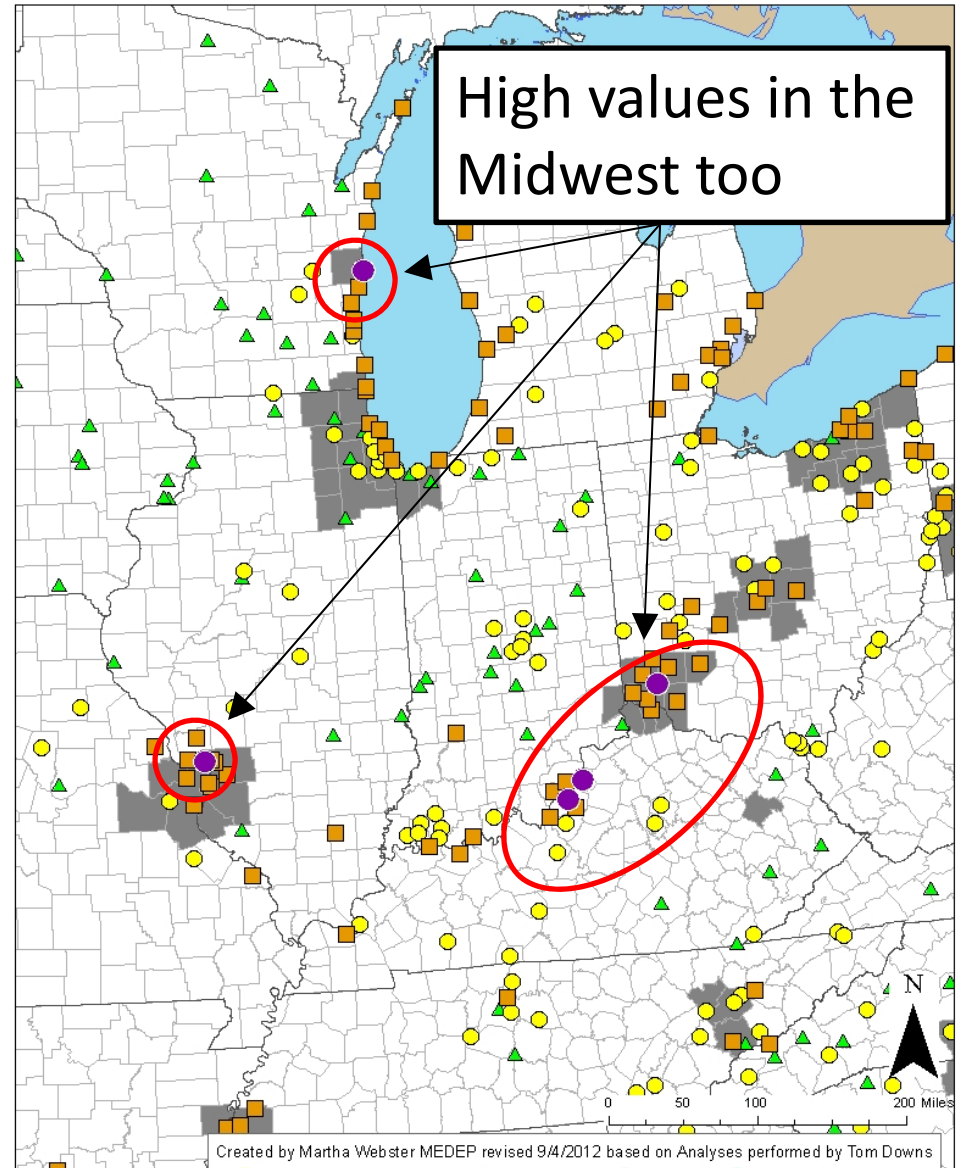 High values in the
Midwest too
N
0 50 100 200 Miles
Created by Martha Webster MEDEP revised 9/4/2012 based on Analyses performed by Tom Downs